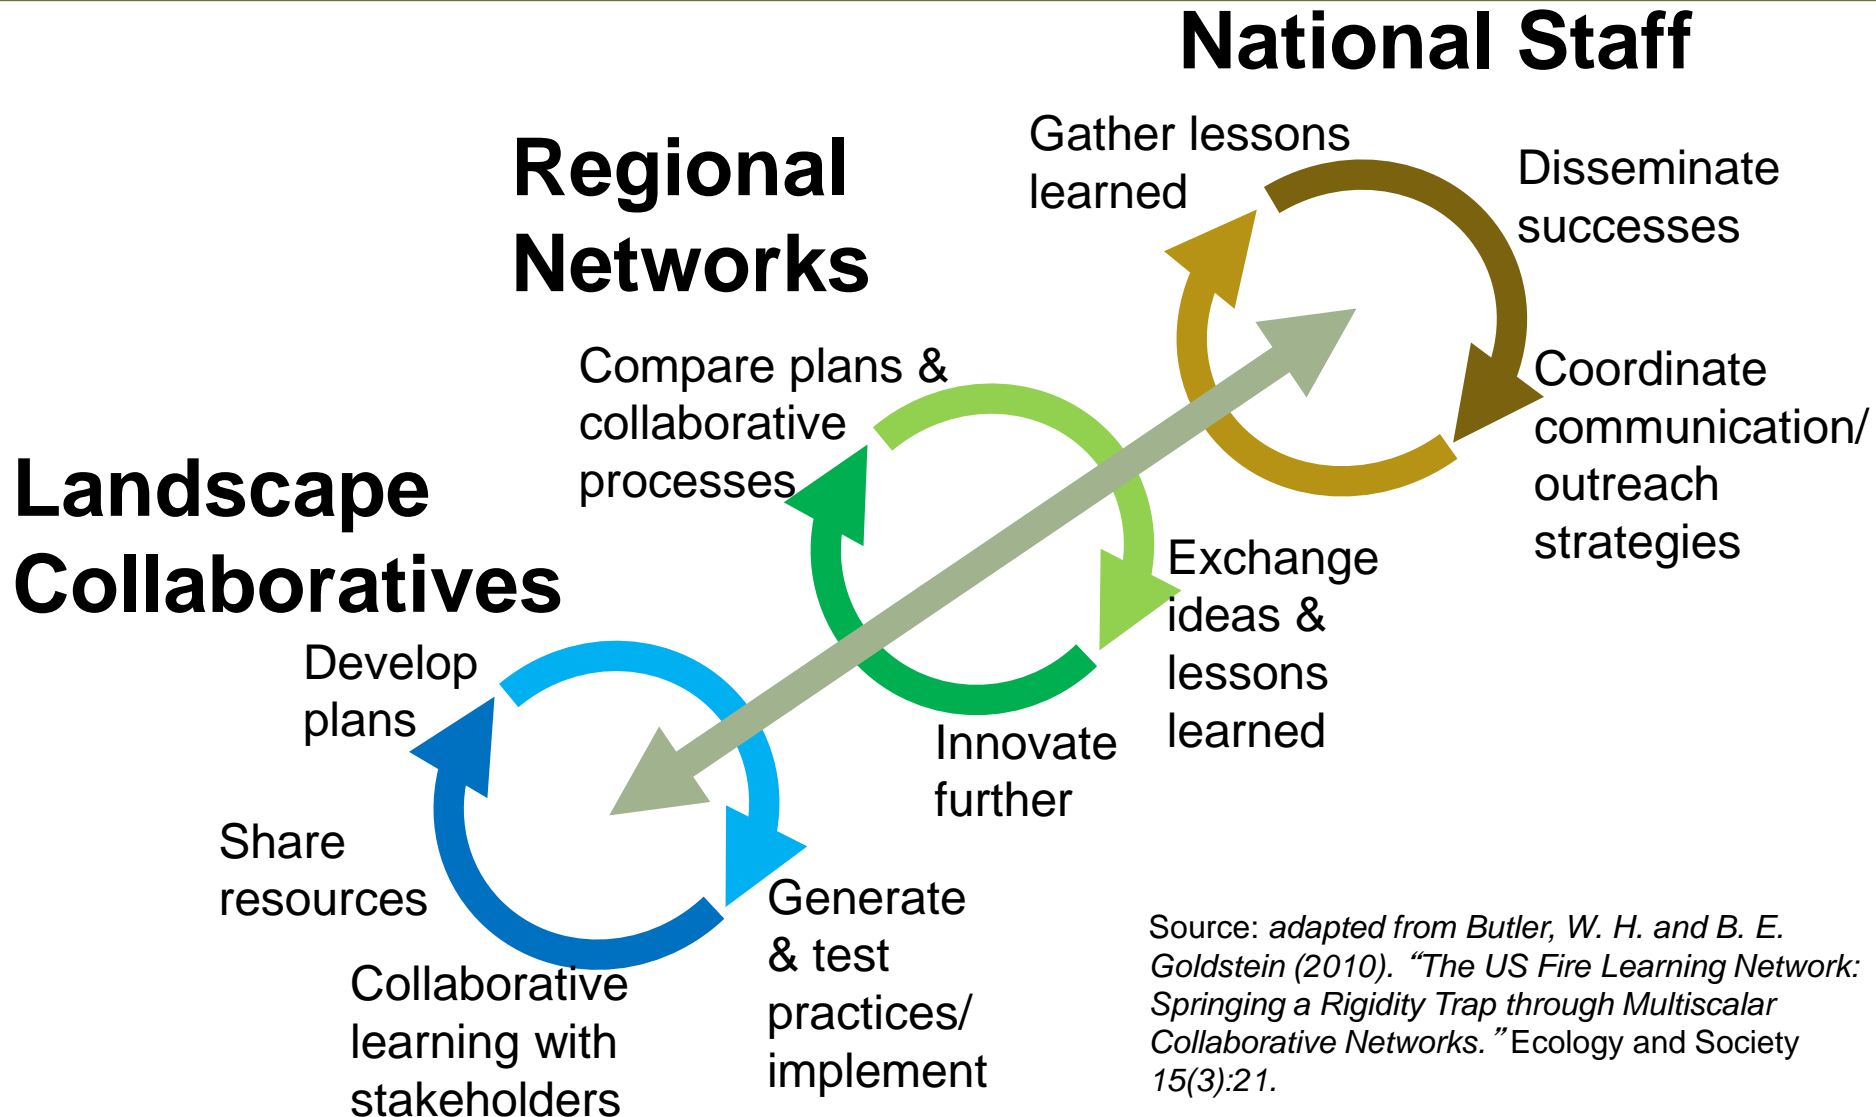 National Staff
Gather lessons
learned
Disseminate
successes
Coordinate
communication/
outreach
strategies
Regional
Networks
Compare plans &
collaborative
processes
Exchange
ideas &
lessons
learned
Innovate
further
Landscape
Collaboratives
Develop
plans
Share
resources
Collaborative
learning with
stakeholders
Generate
& test
practices/
implement
Source: adapted from Butler, W. H. and B. E.
Goldstein (2010). “The US Fire Learning Network:
Springing a Rigidity Trap through Multiscalar
Collaborative Networks.” Ecology and Society
15(3):21.